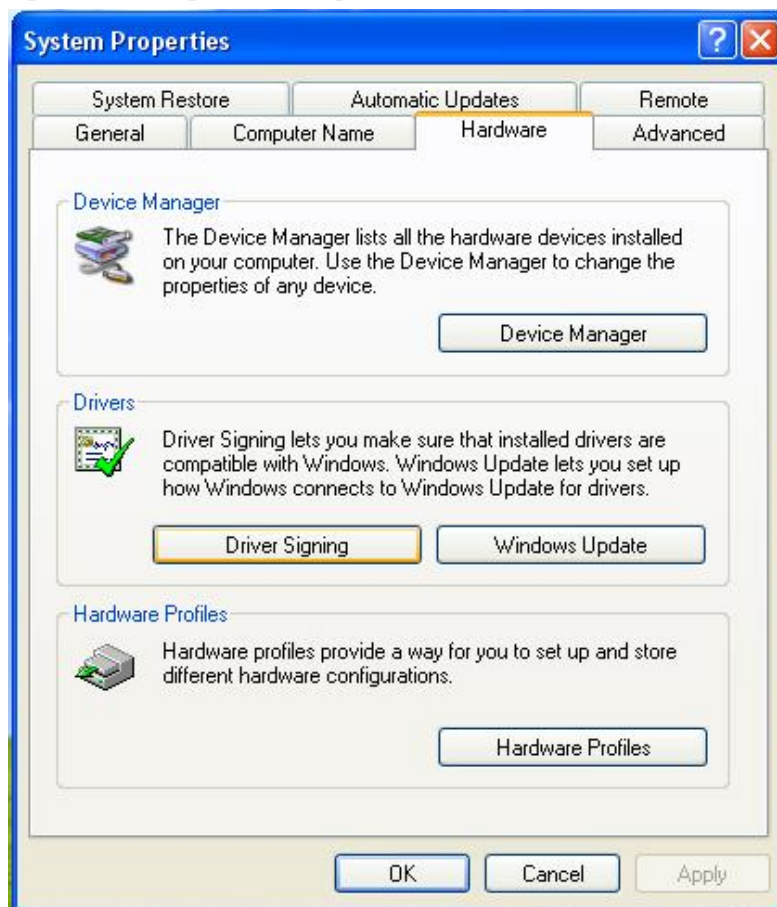 System Properties
System Restore Automatic Updates Remote
General Computer Name Hardware Advanced
Device Manager
The Device Manager lists all the hardware devices installed
on your computer. Use the Device Manager to change the
properties of any device.
Device Manager
Drivers
Driver Signing lets you make sure that installed drivers are
compatible with Windows. Windows Update lets you set up
how Windows connects to Windows Update for drivers.
Driver Signing Windows Update
Hardware Profiles
Hardware profiles provide a way for you to set up and store
different hardware configurations.
Hardware Profiles
OK Cancel Apply